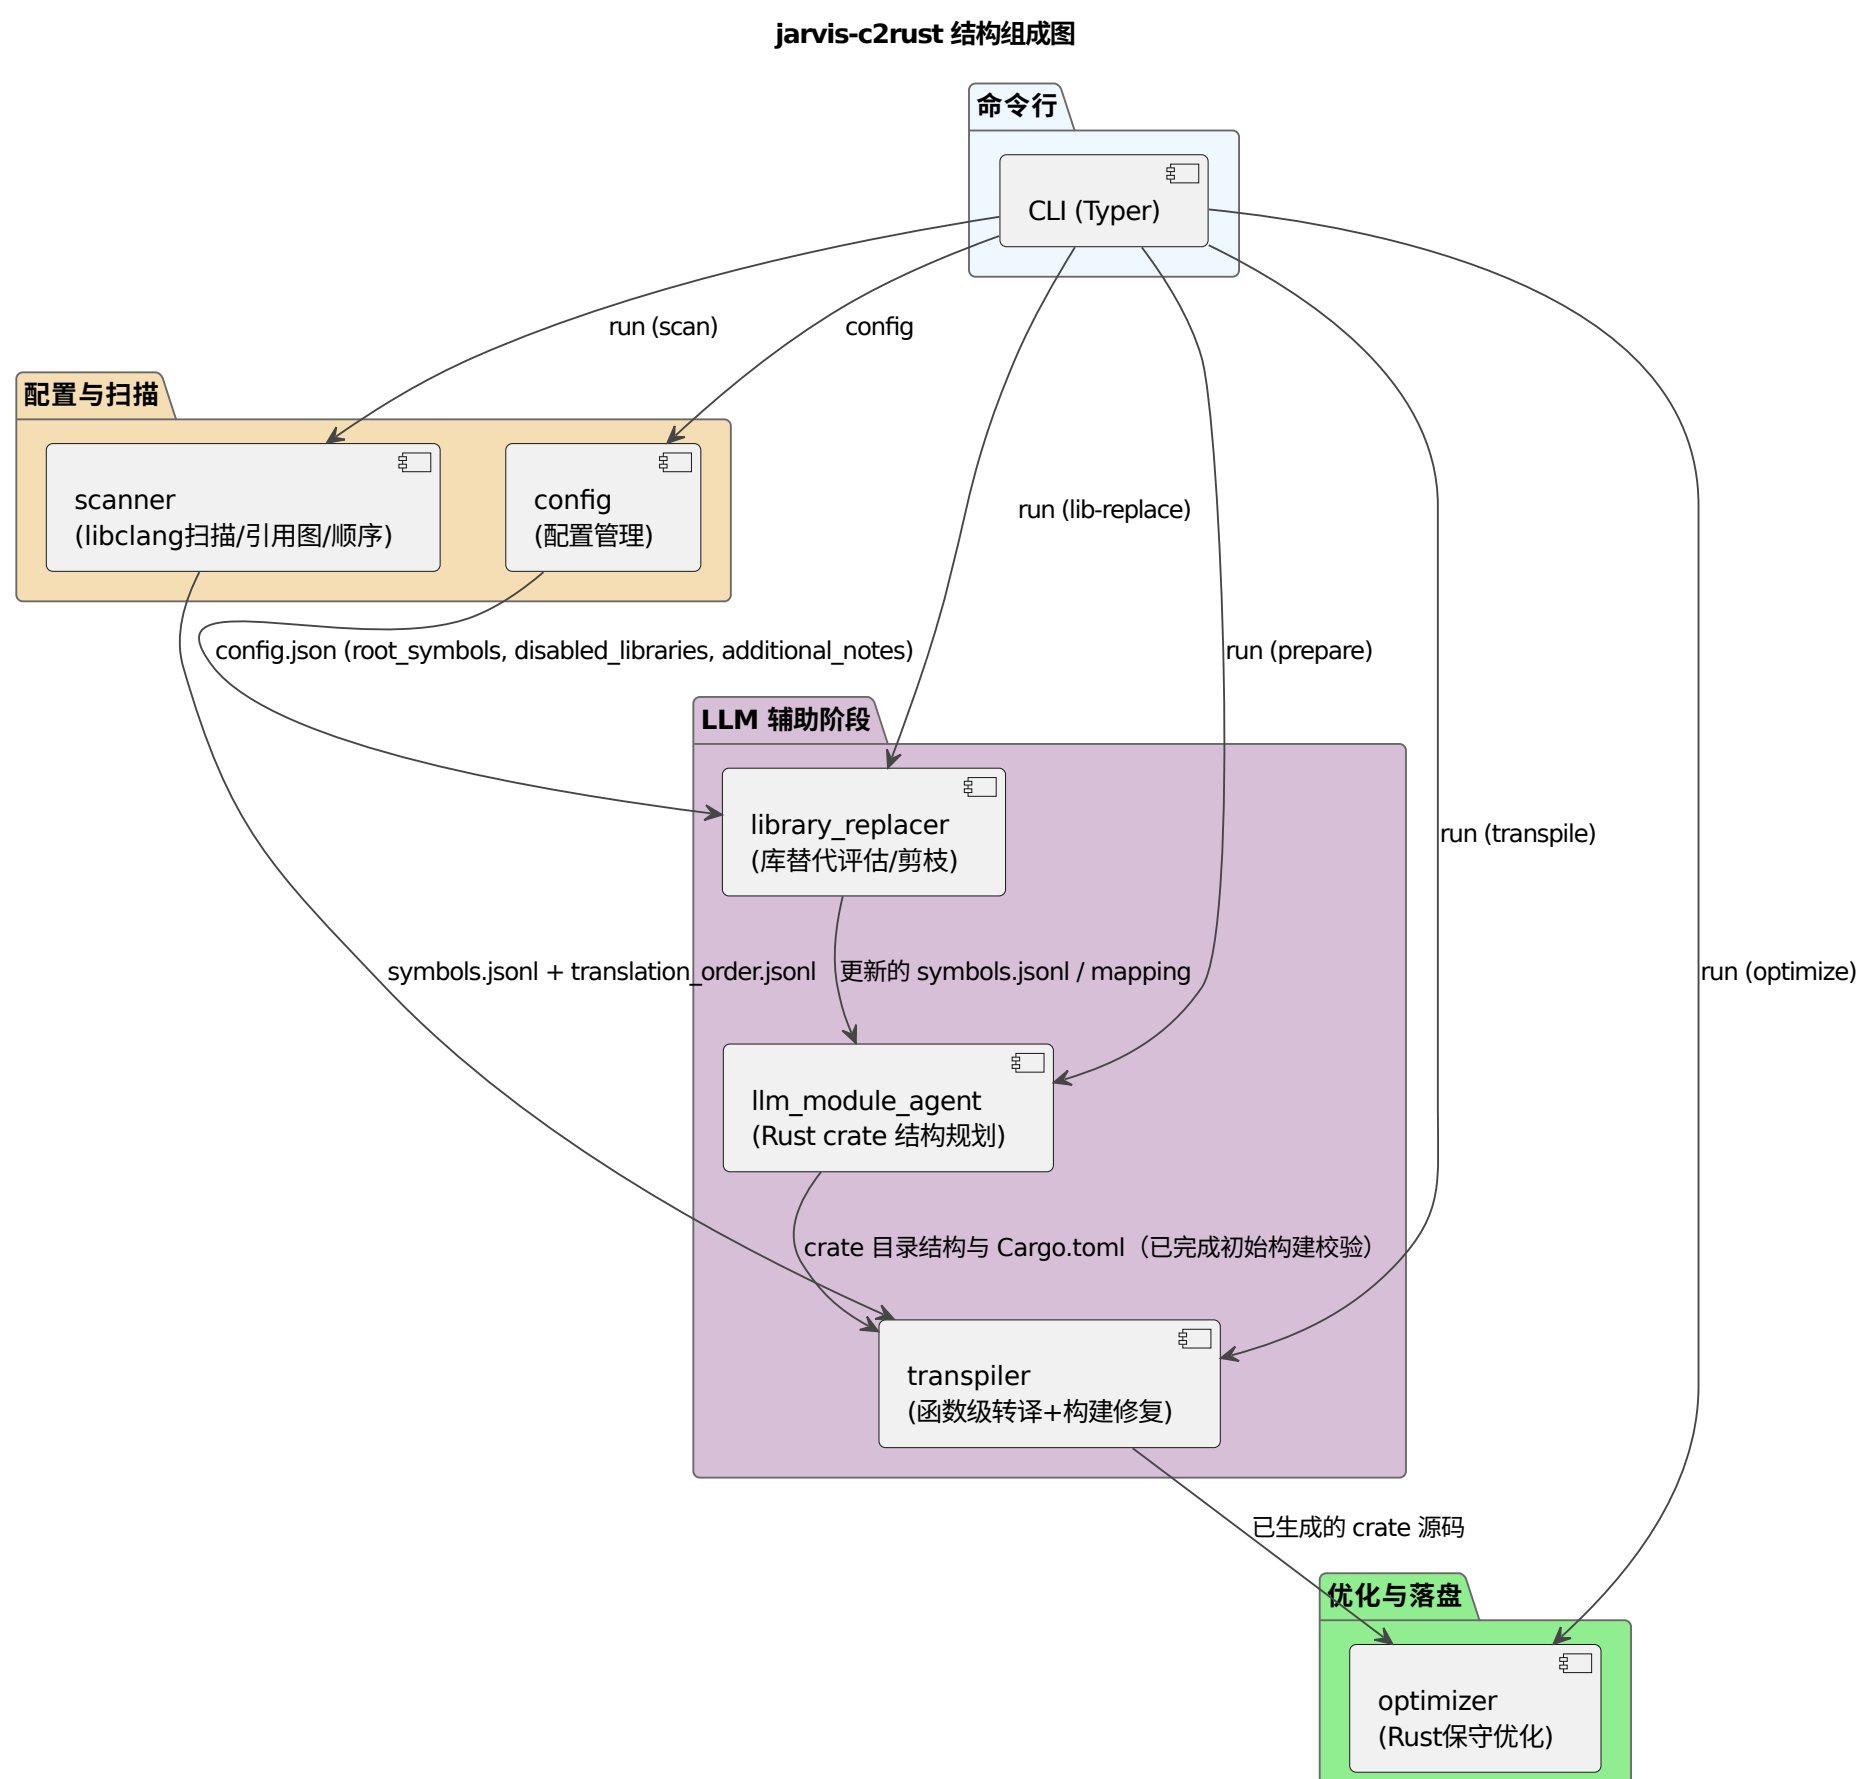 jarvis-c2rust 结构组成图
命令行
CLI (Typer)
run (scan)
config
配置与扫描
scanner
(libclang扫描/引用图/顺序)
config
(配置管理)
run (lib-replace)
config.json (root_symbols, disabled_libraries, additional_notes)
run (prepare)
LLM 辅助阶段
library_replacer
(库替代评估/剪枝)
run (transpile)
symbols.jsonl + translation_order.jsonl
更新的 symbols.jsonl / mapping
run (optimize)
llm_module_agent
(Rust crate 结构规划)
crate 目录结构与 Cargo.toml（已完成初始构建校验）
transpiler
(函数级转译+构建修复)
已生成的 crate 源码
优化与落盘
optimizer
(Rust保守优化)